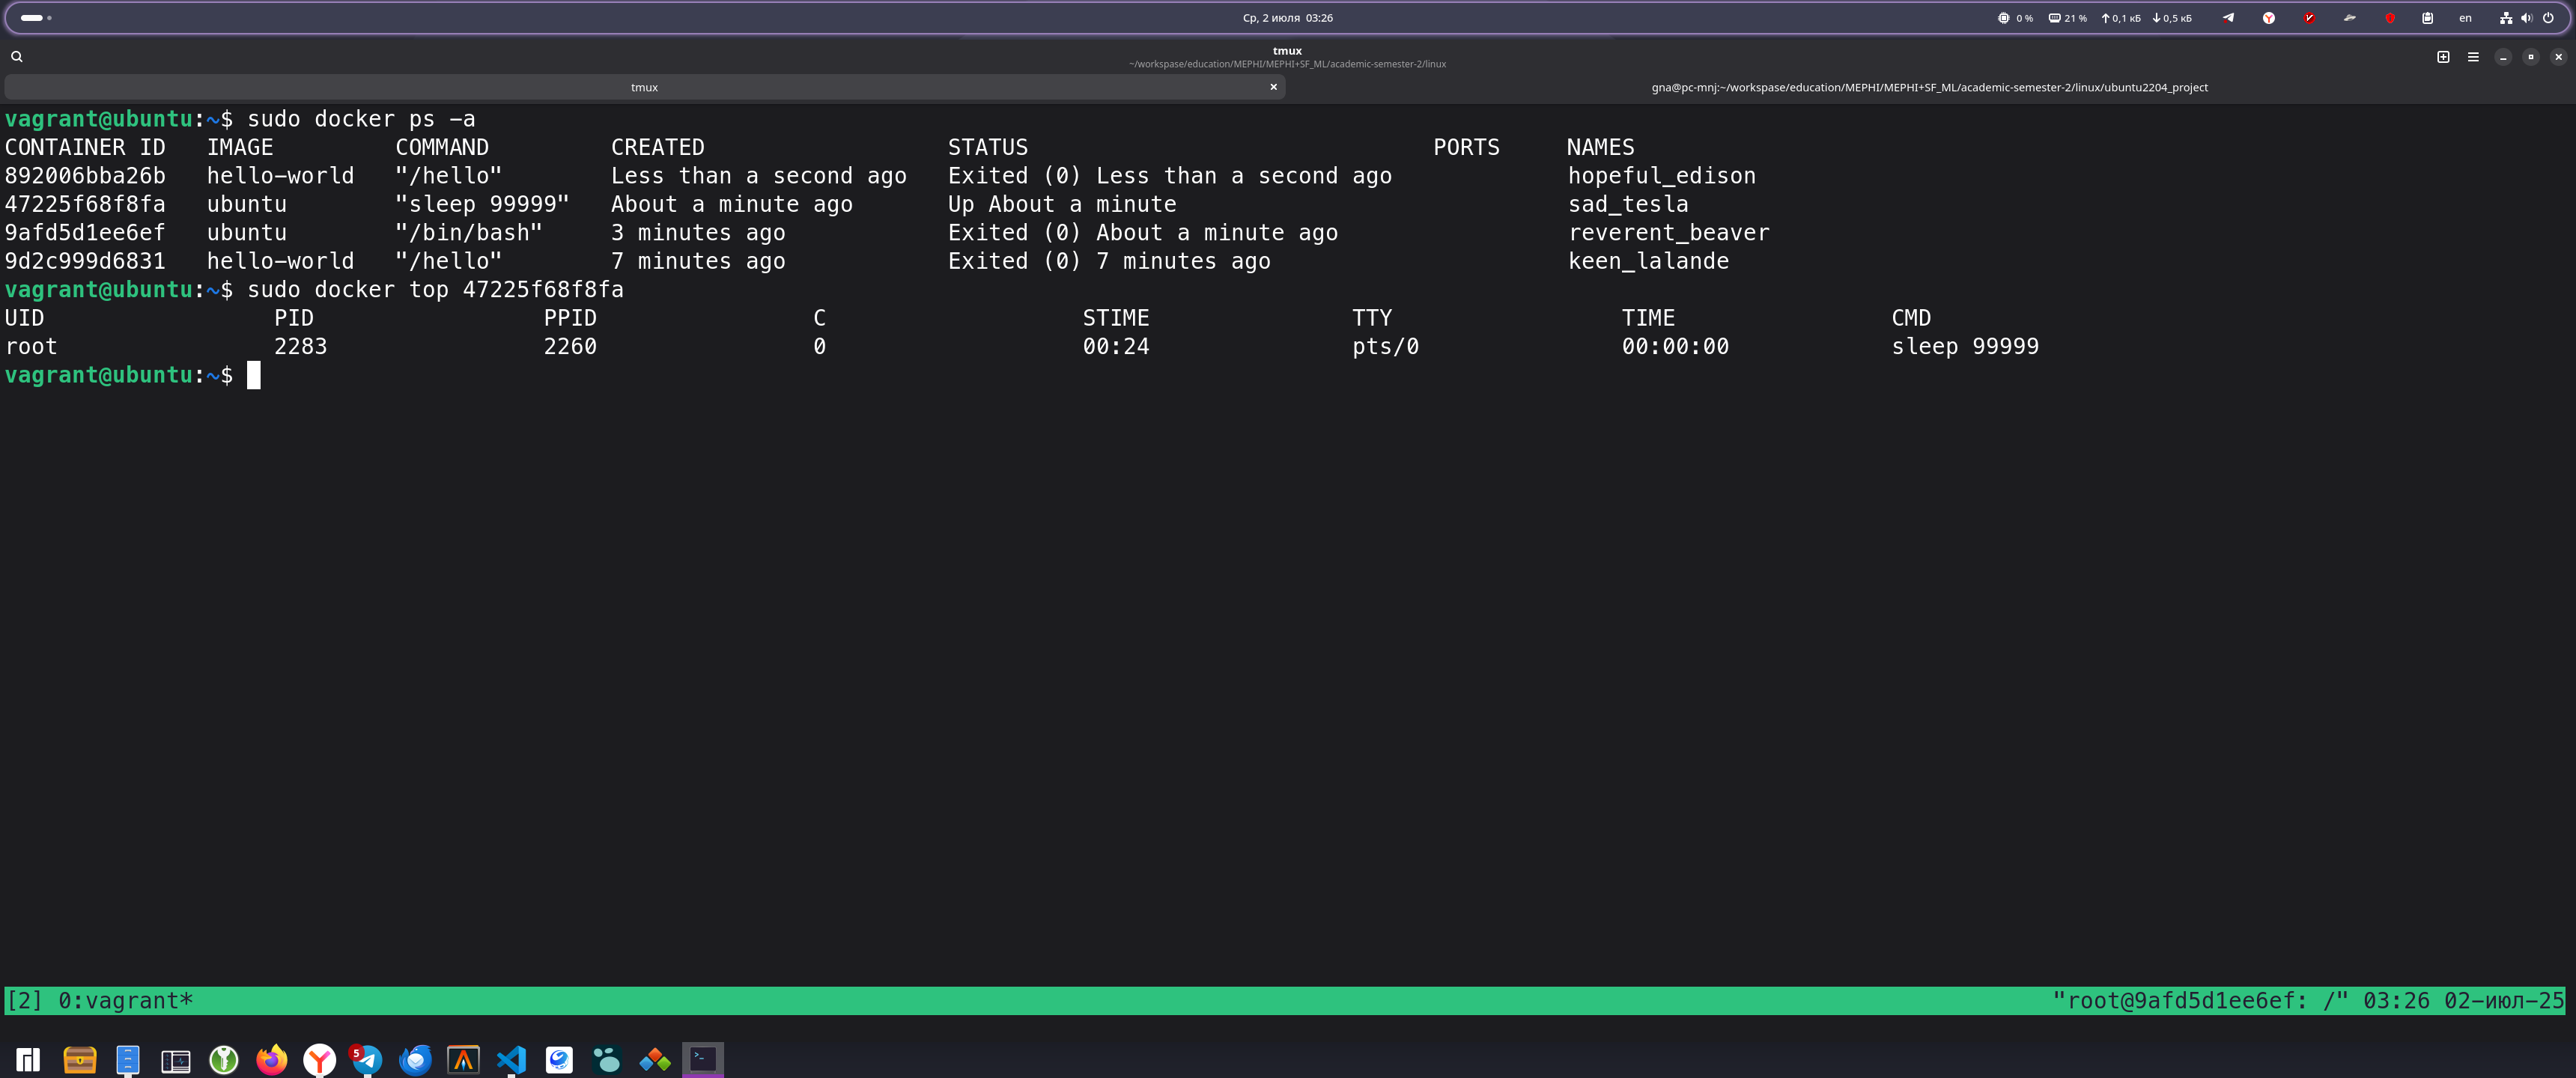 Ср, 2 июля 03:26
0 % 21 % 0,1 кБ 0,5 кБ en
tmux
~/workspase/education/MEPHI/MEPHI+SF_ML/academic-semester-2/linux
tmux
gna@pc-mnj:~/workspase/education/MEPHI/MEPHI+SF_ML/academic-semester-2/linux/ubuntu2204_project
vagrant@ubuntu:~$ sudo docker ps -a
CONTAINER ID IMAGE COMMAND CREATED STATUS PORTS NAMES
892006bba26b hello-world "/hello" Less than a second ago Exited (0) Less than a second ago hopeful_edison
47225f68f8fa ubuntu "sleep 99999" About a minute ago Up About a minute sad_tesla
9afd5d1ee6ef ubuntu "/bin/bash" 3 minutes ago Exited (0) About a minute ago reverent_beaver
9d2c999d6831 hello-world "/hello" 7 minutes ago Exited (0) 7 minutes ago keen_lalande
vagrant@ubuntu:~$ sudo docker top 47225f68f8fa
UID PID PPID C STIME TTY TIME CMD
root 2283 2260 0 00:24 pts/0 00:00:00 sleep 99999
vagrant@ubuntu:~$
[2] 0:vagrant* "root@9afd5d1ee6ef: /" 03:26 02-июл-25
5